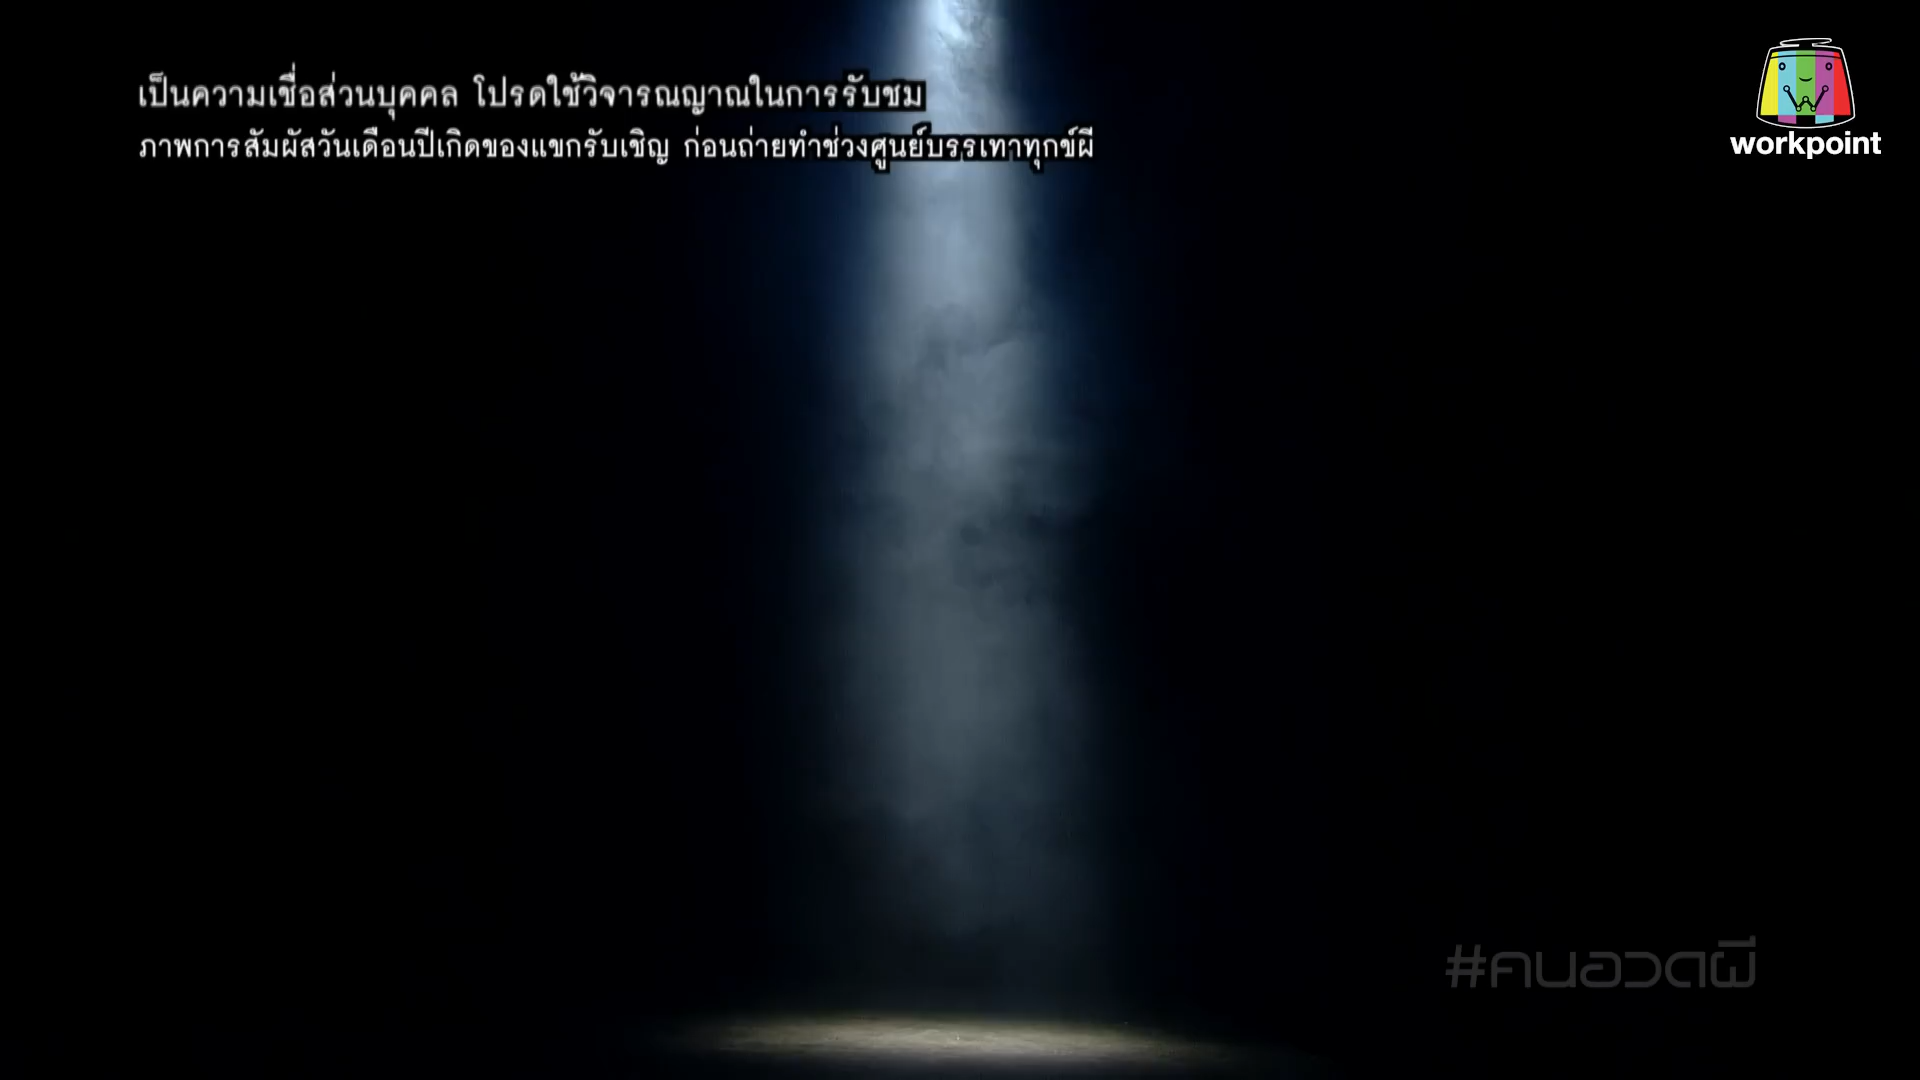 เป็นความเชื่อส่วนบุคคล โปรดใช้วิจารณญาณในการรับชม
ภาพการสัมผัสวันเดือนปีเกิดของแขกรับเชิญ ก่อนถ่ายทำช่วงศูนย์บรรเทาทุกข์ผี
workpoint
#คนอวดผี